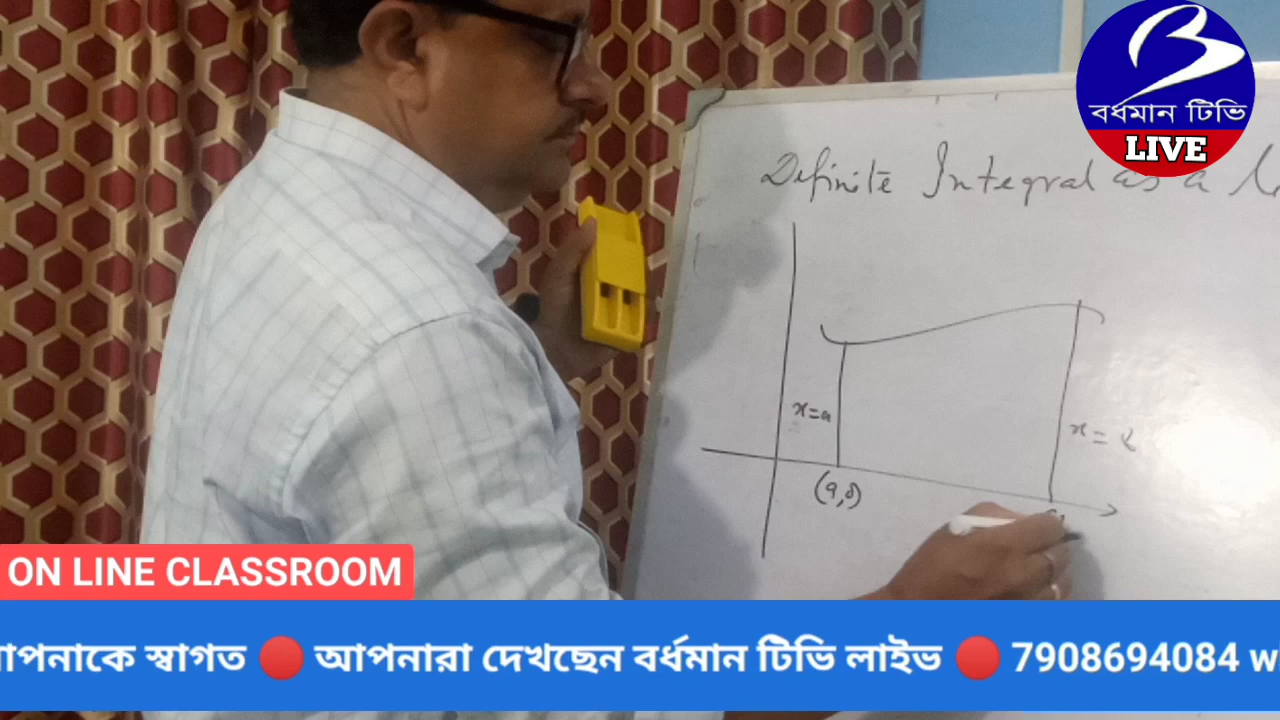 বর্ধমান টিভি
LIVE
Definite Integral as a
x=a
x=
(a,0)
ON LINE CLASSROOM
আপনাকে স্বাগত 🔴 আপনারা দেখছেন বর্ধমান টিভি লাইভ 🔴 7908694084 w